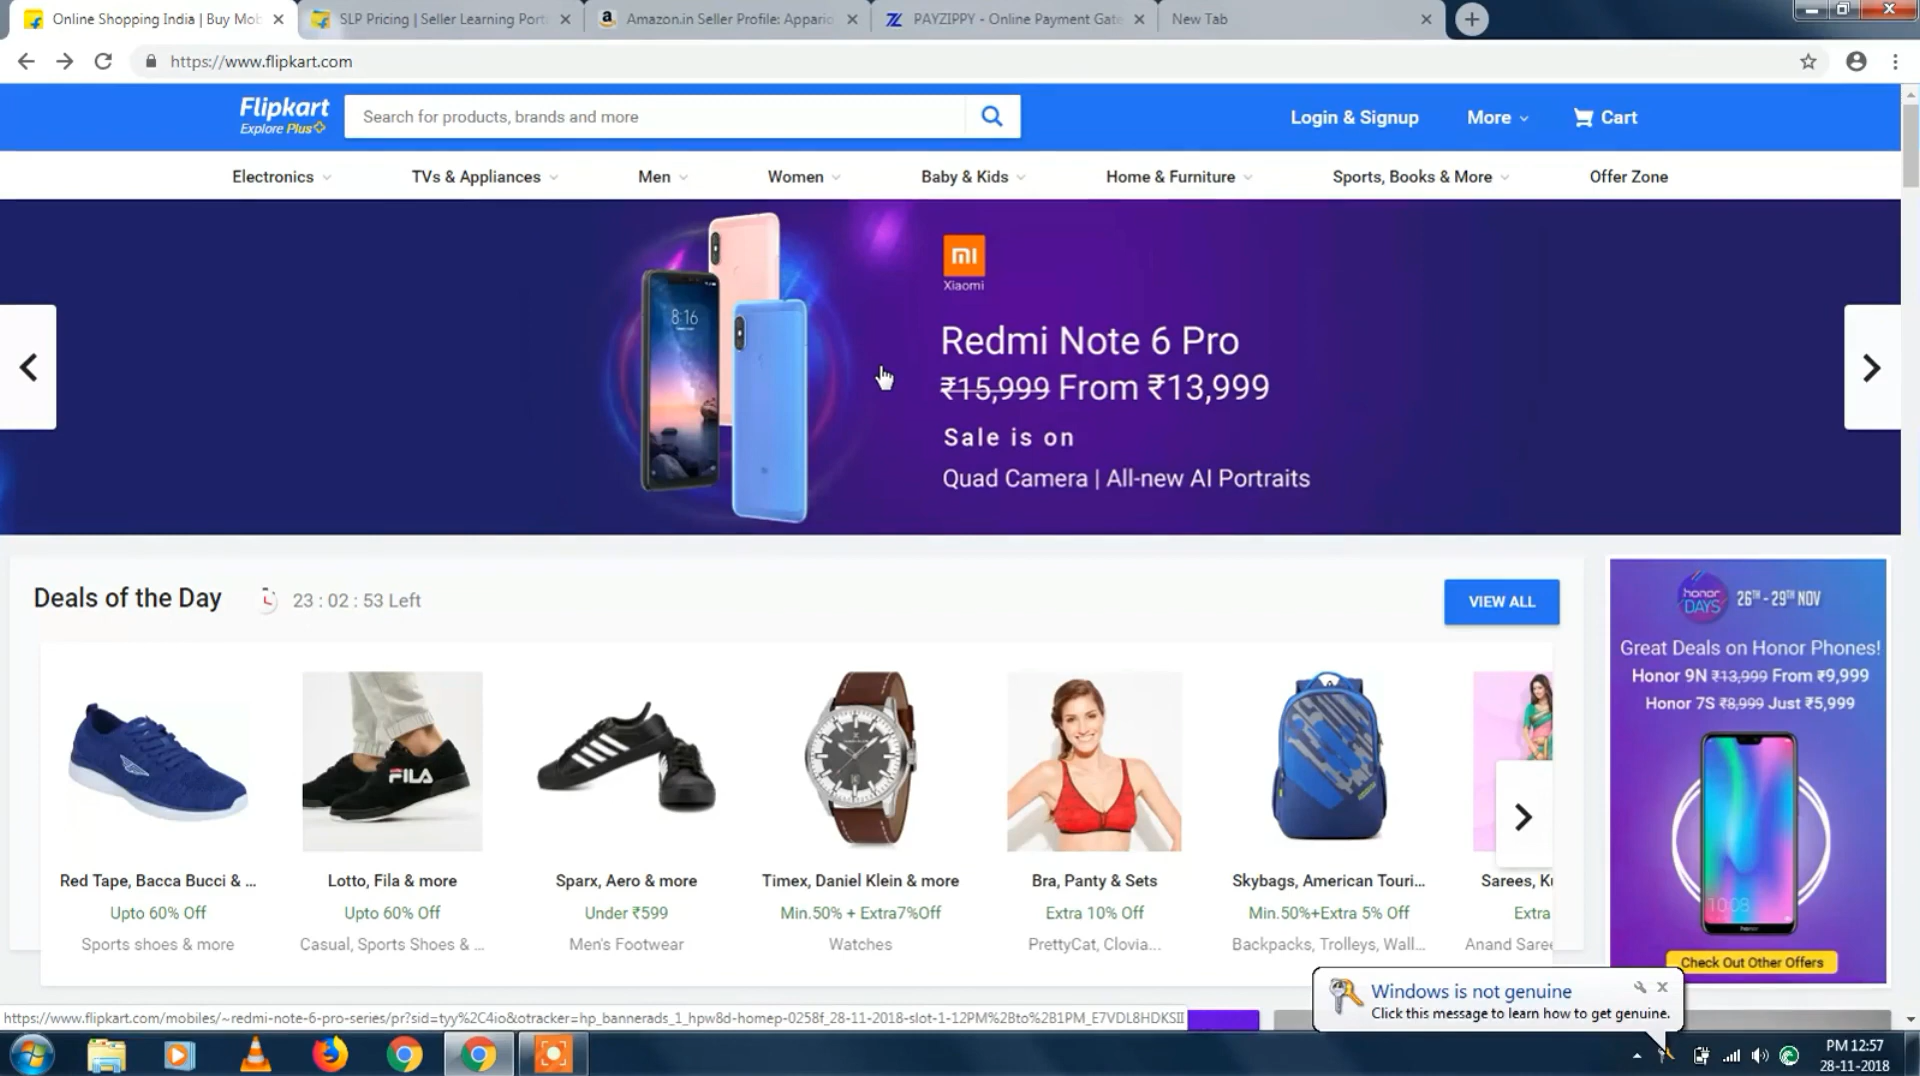 Online Shopping India | Buy Mob
SLP Pricing | Seller Learning Port
Amazon.in Seller Profile: Appario
PAYZIPPY - Online Payment Gate
New Tab
https://www.flipkart.com
Flipkart
Explore Plus
Search for products, brands and more
Login & Signup
More
Cart
Electronics
TVs & Appliances
Men
Women
Baby & Kids
Home & Furniture
Sports, Books & More
Offer Zone
8:16
mi
Xiaomi
Redmi Note 6 Pro
₹15,999 From ₹13,999
Sale is on
Quad Camera | All-new AI Portraits
Deals of the Day
23 : 02 : 53 Left
VIEW ALL
FILA
Red Tape, Bacca Bucci & ...
Upto 60% Off
Sports shoes & more
Lotto, Fila & more
Upto 60% Off
Casual, Sports Shoes & ...
Sparx, Aero & more
Under ₹599
Men's Footwear
Timex, Daniel Klein & more
Min.50% + Extra7%Off
Watches
Bra, Panty & Sets
Extra 10% Off
PrettyCat, Clovia...
Skybags, American Touri...
Min.50%+Extra 5% Off
Backpacks, Trolleys, Wall...
Sarees, Ku
Extra
Anand Saree
honor
DAYS
26TH - 29TH NOV
Great Deals on Honor Phones!
Honor 9N ₹13,999 From ₹9,999
Honor 7S ₹8,999 Just ₹5,999
10:08
honor
Check Out Other Offers
Windows is not genuine
Click this message to learn how to get genuine.
https://www.flipkart.com/mobiles/~redmi-note-6-pro-series/pr?sid=tyy%2C4io&otracker=hp_bannerads_1_hpw8d-homep-0258f_28-11-2018-slot-1-12PM%2Bto%2B1PM_E7VDL8HDKSII
PM 12:57
28-11-2018